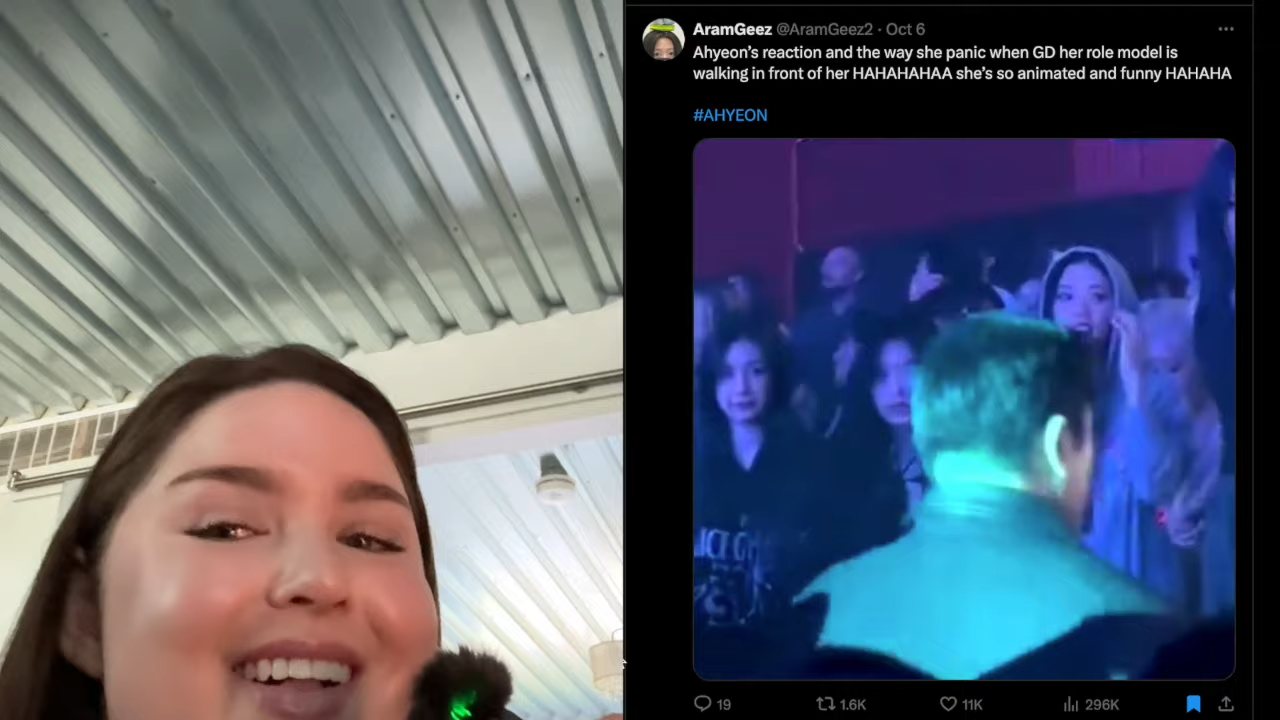 AramGeez @AramGeez2 · Oct 6
Ahyeon's reaction and the way she panic when GD her role model is
walking in front of her HAHAHAHAA she's so animated and funny HAHAHA
#AHYEON
19 1.6K 11K 296K